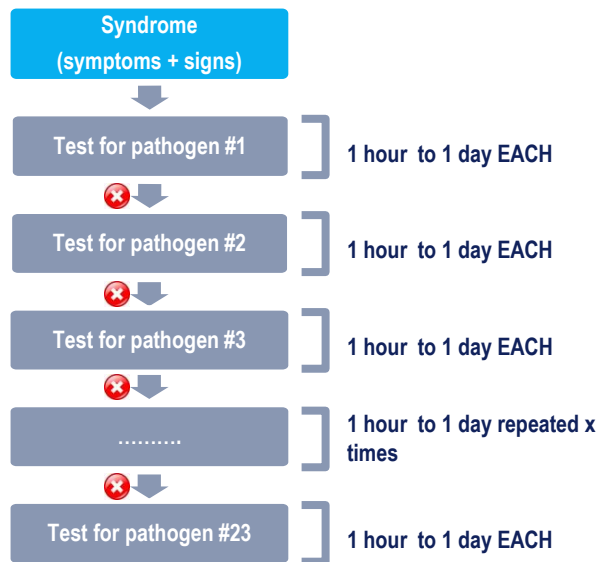 Syndrome
(symptoms + signs)
Test for pathogen #1
1 hour to 1 day EACH
Test for pathogen #2
1 hour to 1 day EACH
Test for pathogen #3
1 hour to 1 day EACH
..........
1 hour to 1 day repeated x
times
Test for pathogen #23
1 hour to 1 day EACH